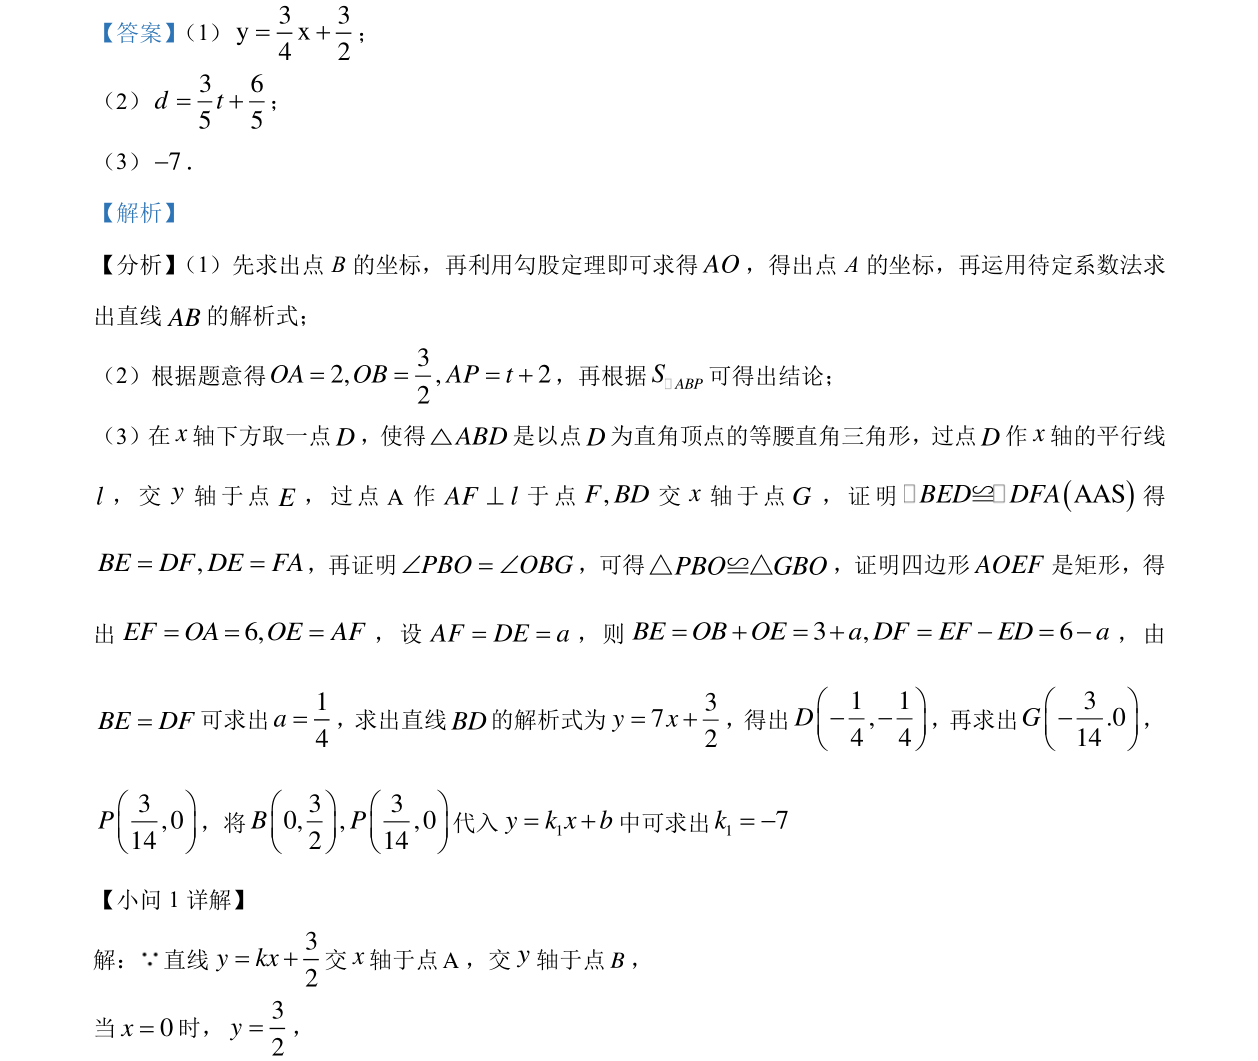 【答案】（1）y = 3/4 x + 3/2；
（2）d = 3/5 t + 6/5；
（3）−7．
【解析】
【分析】（1）先求出点 B 的坐标，再利用勾股定理即可求得 AO，得出点 A 的坐标，再运用待定系数法求
出直线 AB 的解析式；
（2）根据题意得 OA = 2, OB = 3/2, AP = t + 2，再根据 S□ABP 可得出结论；
（3）在 x 轴下方取一点 D，使得 △ABD 是以点 D 为直角顶点的等腰直角三角形，过点 D 作 x 轴的平行线
l，交 y 轴于点 E，过点 A 作 AF ⊥ l 于点 F, BD 交 x 轴于点 G，证明 □BED≌□DFA(AAS) 得
BE = DF, DE = FA，再证明 ∠PBO = ∠OBG，可得 △PBO≌△GBO，证明四边形 AOEF 是矩形，得
出 EF = OA = 6, OE = AF，设 AF = DE = a，则 BE = OB + OE = 3 + a, DF = EF − ED = 6 − a，由
BE = DF 可求出 a = 1/4，求出直线 BD 的解析式为 y = 7x + 3/2，得出 D(−1/4, −1/4)，再求出 G(−3/14.0)，
P(3/14, 0)，将 B(0, 3/2), P(3/14, 0) 代入 y = k₁x + b 中可求出 k₁ = −7
【小问 1 详解】
解：∵直线 y = kx + 3/2 交 x 轴于点 A，交 y 轴于点 B，
当 x = 0 时，y = 3/2，